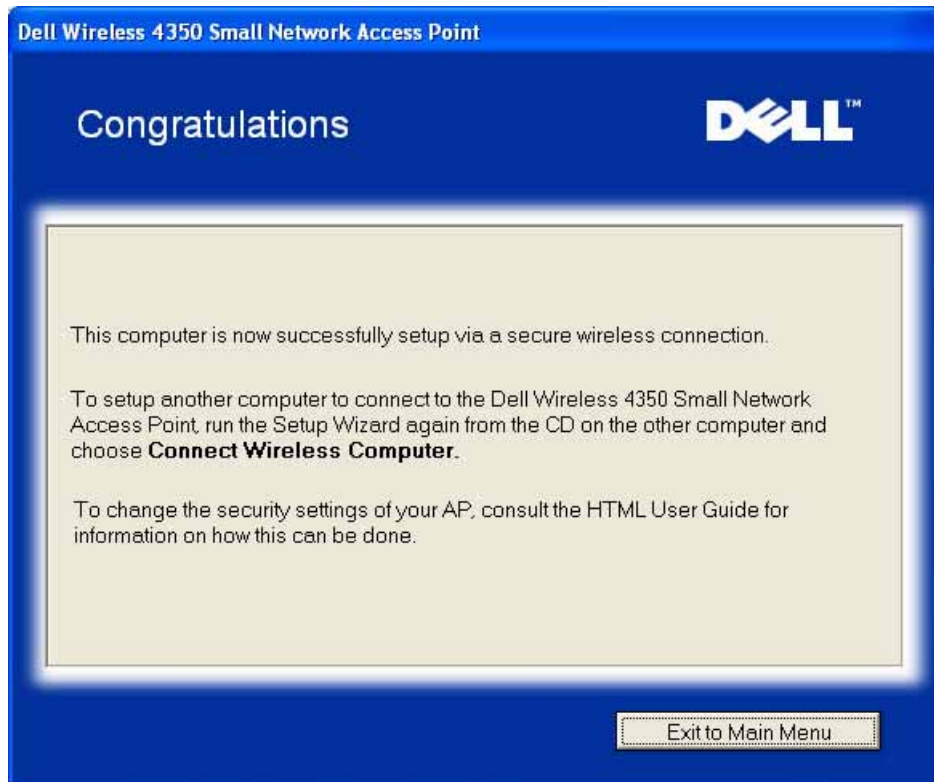 Dell Wireless 4350 Small Network Access Point
Congratulations
DELL™
This computer is now successfully setup via a secure wireless connection.
To setup another computer to connect to the Dell Wireless 4350 Small Network
Access Point, run the Setup Wizard again from the CD on the other computer and
choose Connect Wireless Computer.
To change the security settings of your AP, consult the HTML User Guide for
information on how this can be done.
Exit to Main Menu